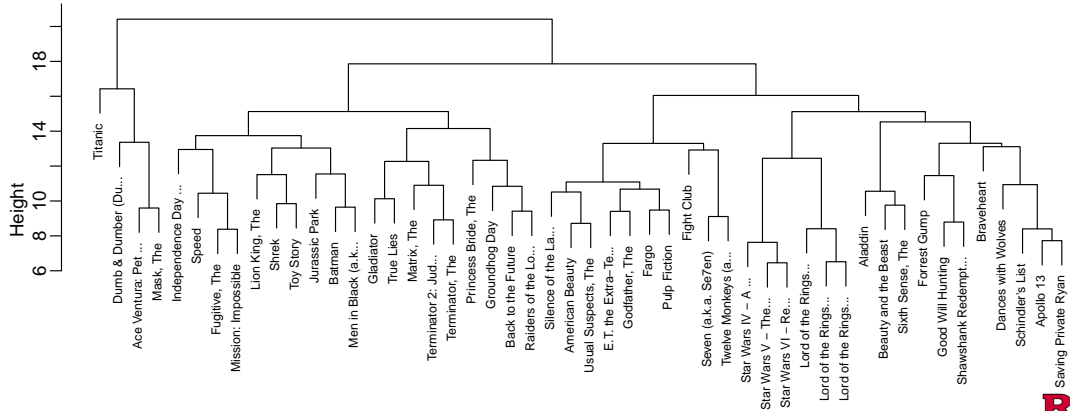 Height
18
14
10
8
6
Titanic
Dumb & Dumber (Du...
Ace Ventura: Pet ...
Mask, The
Independence Day ...
Speed
Fugitive, The
Mission: Impossible
Lion King, The
Shrek
Toy Story
Jurassic Park
Batman
Men in Black (a.k...
Gladiator
True Lies
Matrix, The
Terminator 2: Jud...
Terminator, The
Princess Bride, The
Groundhog Day
Back to the Future
Raiders of the Lo...
Silence of the La...
American Beauty
Usual Suspects, The
E.T. the Extra−Te...
Godfather, The
Fargo
Pulp Fiction
Fight Club
Seven (a.k.a. Se7en)
Twelve Monkeys (a...
Star Wars IV − A ...
Star Wars V − The...
Star Wars VI − Re...
Lord of the Rings...
Lord of the Rings...
Lord of the Rings...
Aladdin
Beauty and the Beast
Sixth Sense, The
Forrest Gump
Good Will Hunting
Shawshank Redempt...
Braveheart
Dances with Wolves
Schindler's List
Apollo 13
Saving Private Ryan